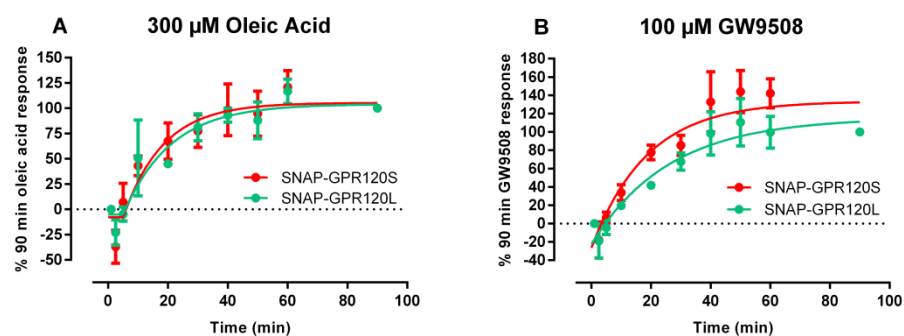 A
300 µM Oleic Acid
% 90 min oleic acid response
150
125
100
75
50
25
0
-25
-50
SNAP-GPR120S
SNAP-GPR120L
0
20
40
60
80
100
Time (min)
B
100 µM GW9508
% 90 min GW9508 response
180
160
140
120
100
80
60
40
20
0
-20
-40
SNAP-GPR120S
SNAP-GPR120L
0
20
40
60
80
100
Time (min)